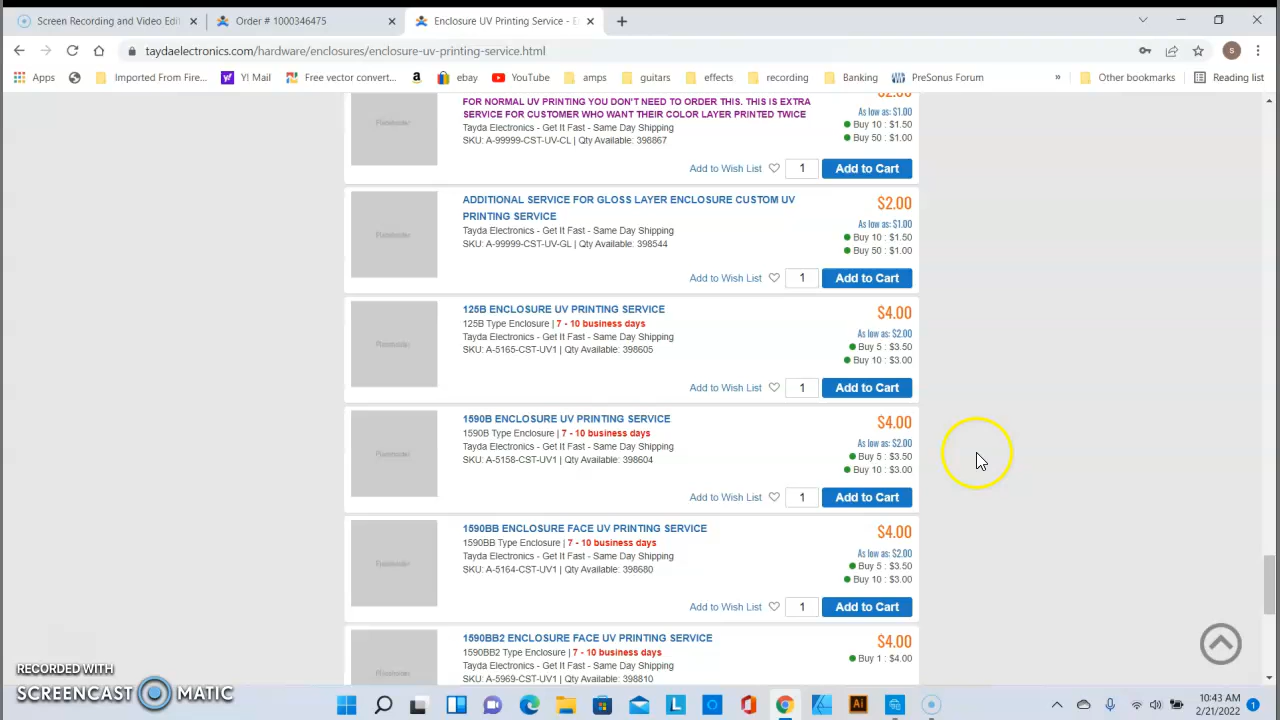 Screen Recording and Video Edit
Order # 1000346475
Enclosure UV Printing Service - E
taydaelectronics.com/hardware/enclosures/enclosure-uv-printing-service.html
S
Apps
Imported From Fire...
Y! Mail
Free vector convert...
ebay
YouTube
amps
guitars
effects
recording
Banking
PreSonus Forum
»
Other bookmarks
Reading list
$2.00
FOR NORMAL UV PRINTING YOU DON'T NEED TO ORDER THIS. THIS IS EXTRA
SERVICE FOR CUSTOMER WHO WANT THEIR COLOR LAYER PRINTED TWICE
As low as: $1.00
Tayda Electronics - Get It Fast - Same Day Shipping
Buy 10 : $1.50
SKU: A-99999-CST-UV-CL | Qty Available: 398867
Buy 50 : $1.00
Add to Wish List
1
Add to Cart
ADDITIONAL SERVICE FOR GLOSS LAYER ENCLOSURE CUSTOM UV
PRINTING SERVICE
$2.00
As low as: $1.00
Tayda Electronics - Get It Fast - Same Day Shipping
Buy 10 : $1.50
SKU: A-99999-CST-UV-GL | Qty Available: 398544
Buy 50 : $1.00
Add to Wish List
1
Add to Cart
125B ENCLOSURE UV PRINTING SERVICE
$4.00
125B Type Enclosure | 7 - 10 business days
As low as: $2.00
Tayda Electronics - Get It Fast - Same Day Shipping
Buy 5 : $3.50
SKU: A-5165-CST-UV1 | Qty Available: 398605
Buy 10 : $3.00
Add to Wish List
1
Add to Cart
1590B ENCLOSURE UV PRINTING SERVICE
$4.00
1590B Type Enclosure | 7 - 10 business days
As low as: $2.00
Tayda Electronics - Get It Fast - Same Day Shipping
Buy 5 : $3.50
SKU: A-5158-CST-UV1 | Qty Available: 398604
Buy 10 : $3.00
Add to Wish List
1
Add to Cart
1590BB ENCLOSURE FACE UV PRINTING SERVICE
$4.00
1590BB Type Enclosure | 7 - 10 business days
As low as: $2.00
Tayda Electronics - Get It Fast - Same Day Shipping
Buy 5 : $3.50
SKU: A-5164-CST-UV1 | Qty Available: 398680
Buy 10 : $3.00
Add to Wish List
1
Add to Cart
1590BB2 ENCLOSURE FACE UV PRINTING SERVICE
$4.00
1590BB2 Type Enclosure | 7 - 10 business days
Buy 1 : $4.00
Tayda Electronics - Get It Fast - Same Day Shipping
SKU: A-5969-CST-UV1 | Qty Available: 398810
RECORDED WITH
SCREENCAST MATIC
L
Ai
10:43 AM
2/21/2022
1